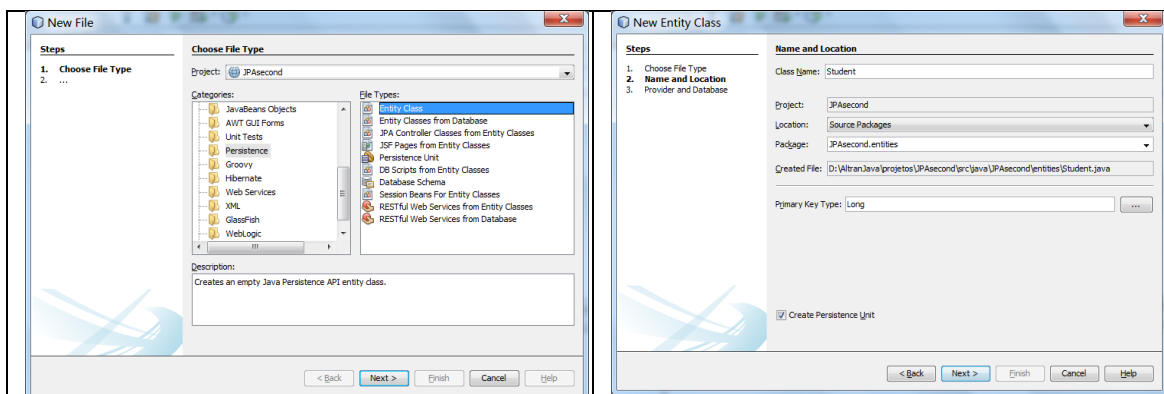 New File
Steps
1. Choose File Type
2. ...
Choose File Type
Project: JPAsecond
Categories:
JavaBeans Objects
AWT GUI Forms
Unit Tests
Persistence
Groovy
Hibernate
Web Services
XML
GlassFish
WebLogic
File Types:
Entity Class
Entity Classes from Database
JPA Controller Classes from Entity Classes
JSF Pages from Entity Classes
Persistence Unit
DB Scripts from Entity Classes
Database Schema
Session Beans For Entity Classes
RESTful Web Services from Entity Classes
RESTful Web Services from Database
Description:
Creates an empty Java Persistence API entity class.
< Back Next > Finish Cancel Help
New Entity Class
Steps
1. Choose File Type
2. Name and Location
3. Provider and Database
Name and Location
Class Name: Student
Project: JPAsecond
Location: Source Packages
Package: JPAsecond.entities
Created File: D:\AltranJava\projetos\JPAsecond\src\java\JPAsecond\entities\Student.java
Primary Key Type: Long ...
Create Persistence Unit
< Back Next > Finish Cancel Help